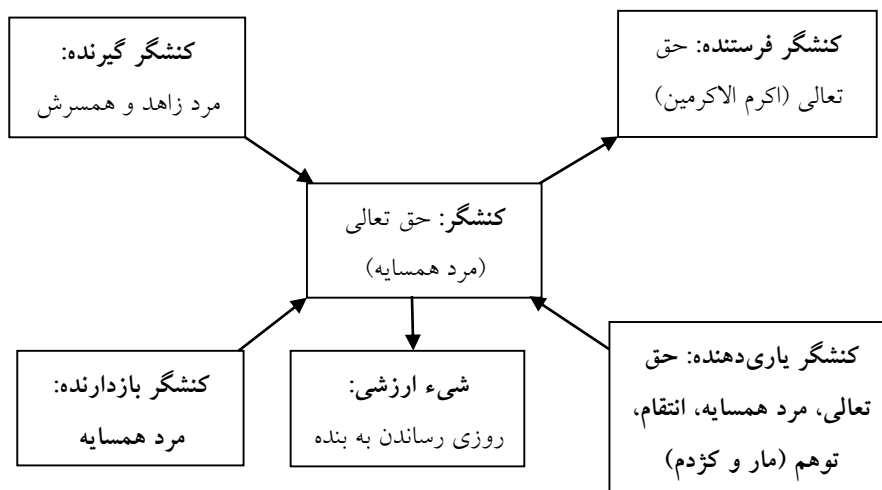 کنشگر فرستنده: حق
تعالی (اکرم الاکرمین)
کنشگر گیرنده:
مرد زاهد و همسرش
کنشگر: حق تعالی
(مرد همسایه)
کنشگر یاری‌دهنده: حق
تعالی، مرد همسایه، انتقام،
توهم (مار و کژدم)
شیء ارزشی:
روزی رساندن به بنده
کنشگر بازدارنده:
مرد همسایه